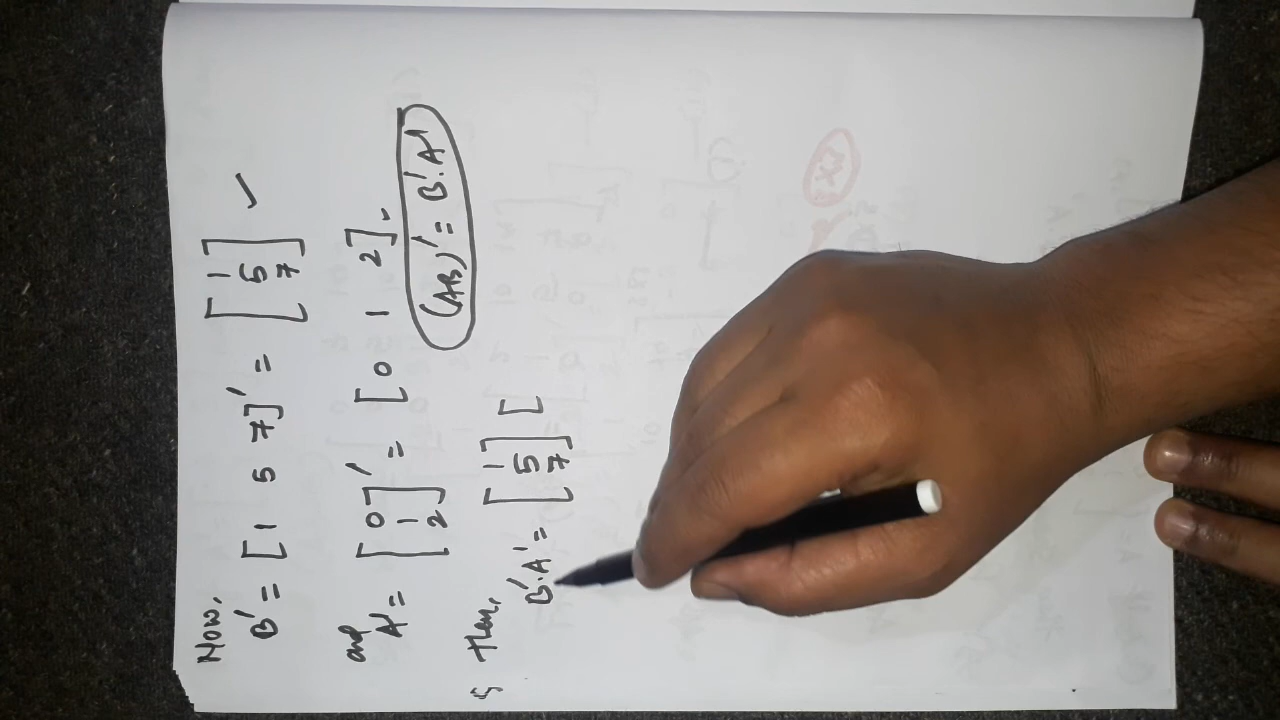 Now,
B' = [1 5 7]' = [1 5 7] ✓
and
A' = [0 1 2]' = [0 1 2].
(AB)' = B'.A'
& then,
B'.A' = [1 5 7] [